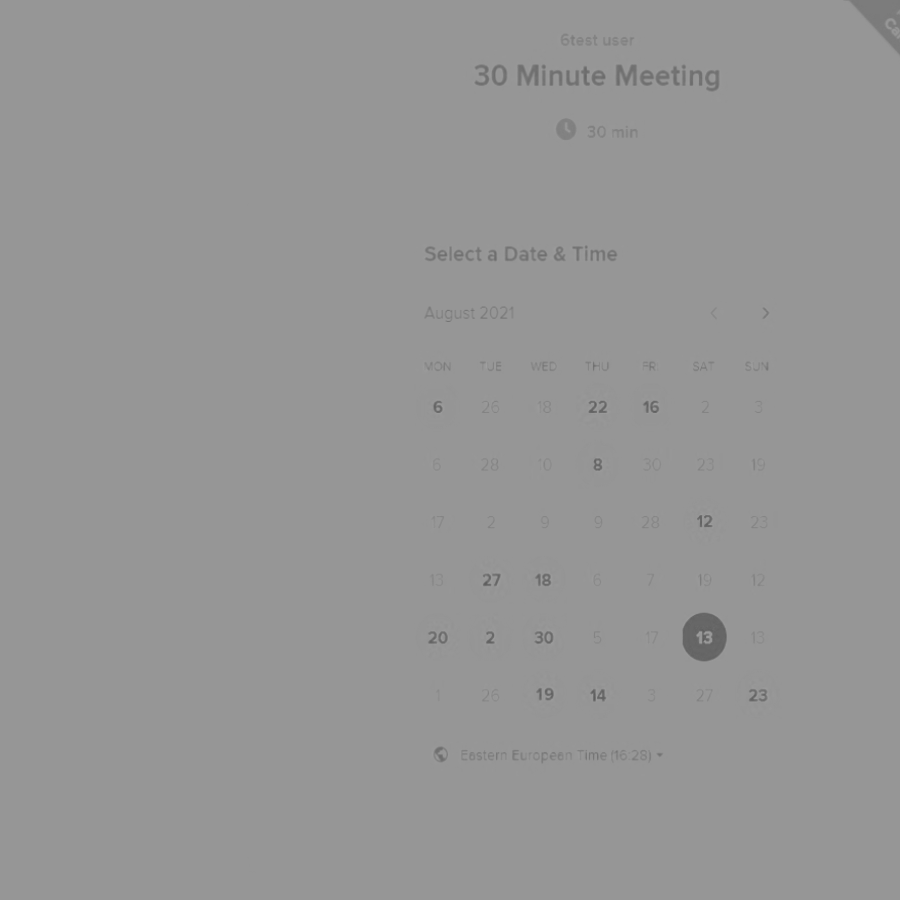 6test user
30 Minute Meeting
30 min
Select a Date & Time
August 2021
MON TUE WED THU FR SAT SUN
6 26 18 22 16 2 3
6 28 10 8 30 23 19
17 2 9 9 28 12 23
13 27 18 6 7 19 12
20 2 30 5 17 13 13
1 26 19 14 3 27 23
Eastern European Time (16:28)